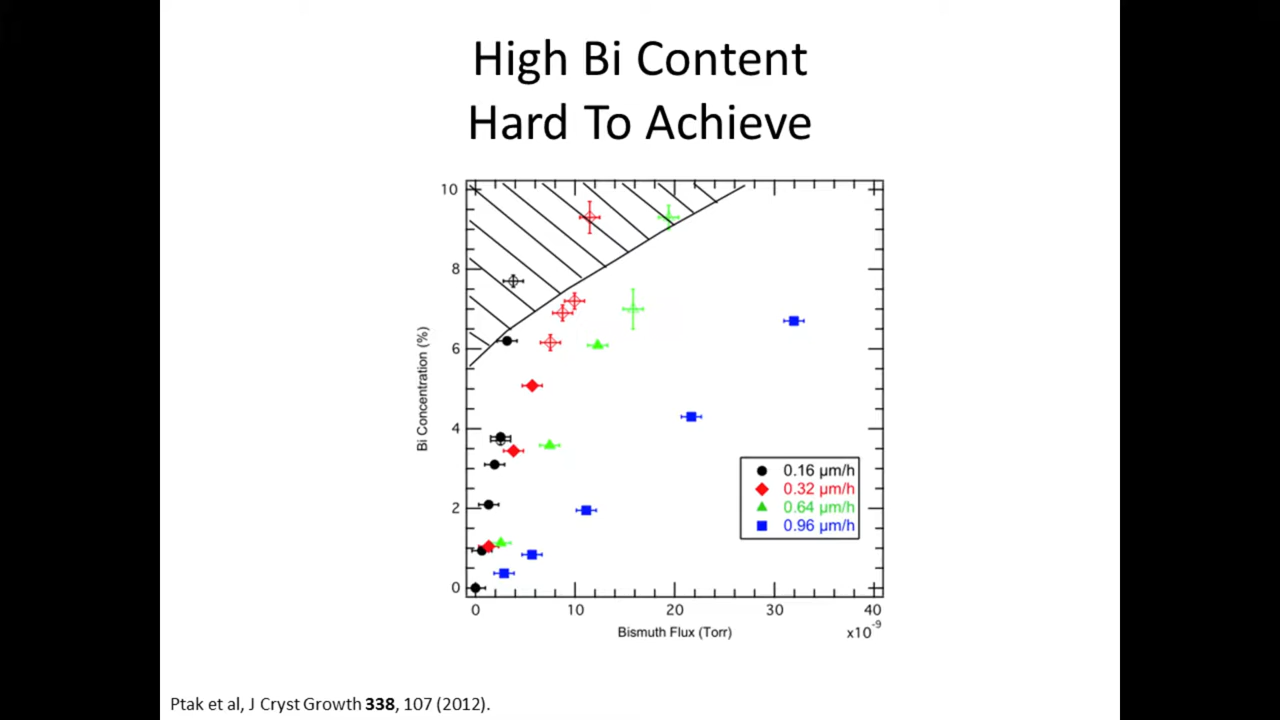 High Bi Content
Hard To Achieve
10
8
6
4
2
0
Bi Concentration (%)
0.16 µm/h
0.32 µm/h
0.64 µm/h
0.96 µm/h
0 10 20 30 40
Bismuth Flux (Torr)
x10⁻⁹
Ptak et al, J Cryst Growth 338, 107 (2012).